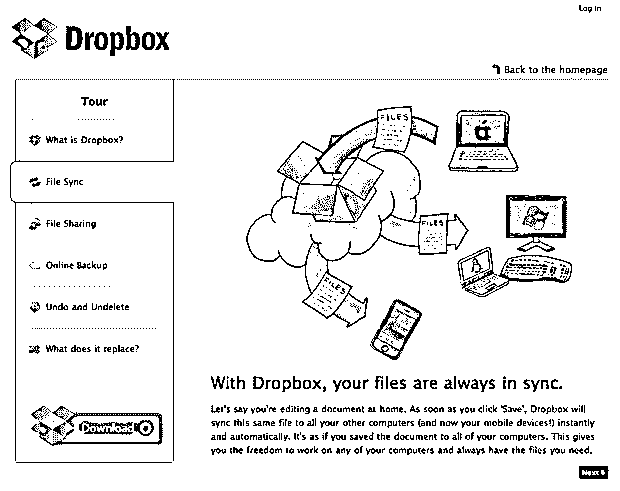 Log in
Dropbox
Back to the homepage
Tour
What is Dropbox?
File Sync
File Sharing
Online Backup
Undo and Undelete
What does it replace?
Download
FILES
FILES
FILES
With Dropbox, your files are always in sync.
Let's say you're editing a document at home. As soon as you click 'Save', Dropbox will
sync this same file to all your other computers (and now your mobile devices!) instantly
and automatically. It's as if you saved the document to all of your computers. This gives
you the freedom to work on any of your computers and always have the files you need.
Next